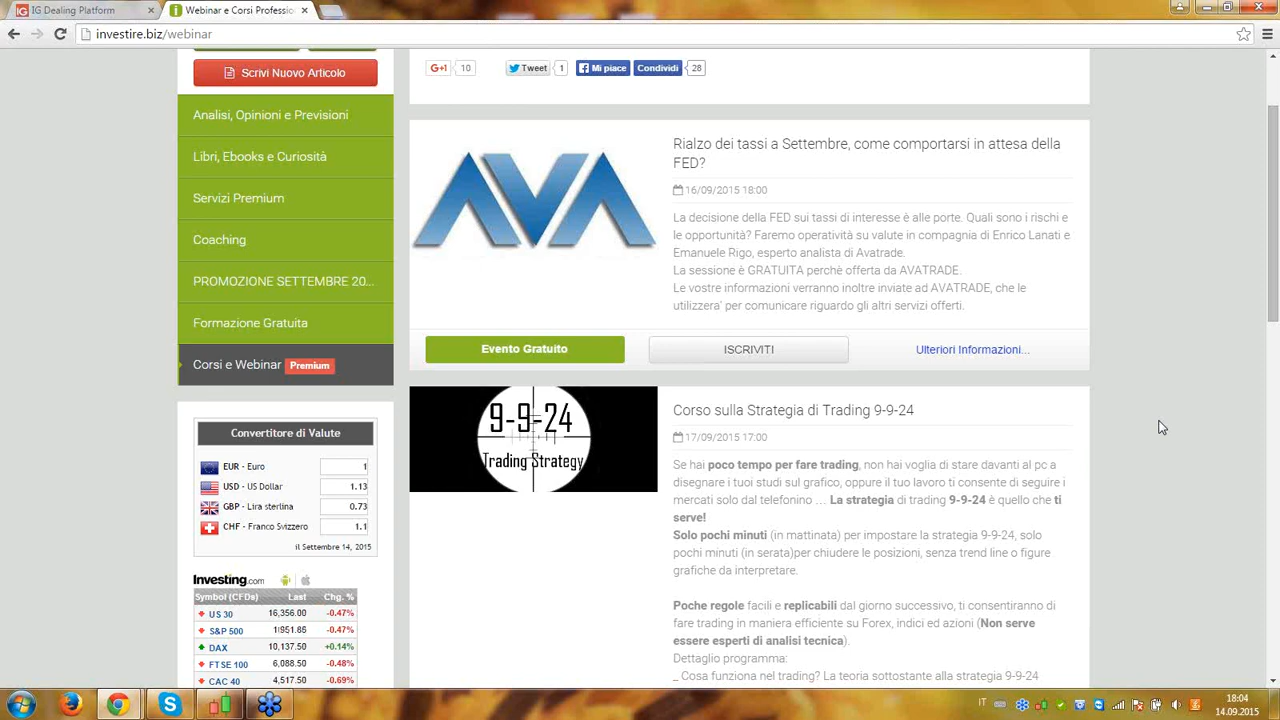 IG Dealing Platform
Webinar e Corsi Professio
investire.biz/webinar
Scrivi Nuovo Articolo
Analisi, Opinioni e Previsioni
Libri, Ebooks e Curiosità
Servizi Premium
Coaching
PROMOZIONE SETTEMBRE 20...
Formazione Gratuita
Corsi e Webinar Premium
Convertitore di Valute
EUR - Euro 1
USD - US Dollar 1.13
GBP - Lira sterlina 0.73
CHF - Franco Svizzero 1.1
il Settembre 14, 2015
Investing.com
Symbol (CFDs) Last Chg. %
US 30 16,356.00 -0.47%
S&P 500 1951.85 -0.47%
DAX 10,137.50 +0.14%
FTSE 100 6,088.50 -0.48%
CAC 40 4,517.50 -0.69%
G+1 10 Tweet 1 Mi piace Condividi 28
AVA
Rialzo dei tassi a Settembre, come comportarsi in attesa della
FED?
16/09/2015 18:00
La decisione della FED sui tassi di interesse è alle porte. Quali sono i rischi e
le opportunità? Faremo operatività su valute in compagnia di Enrico Lanati e
Emanuele Rigo, esperto analista di Avatrade.
La sessione è GRATUITA perchè offerta da AVATRADE.
Le vostre informazioni verranno inoltre inviate ad AVATRADE, che le
utilizzera' per comunicare riguardo gli altri servizi offerti.
Evento Gratuito ISCRIVITI Ulteriori Informazioni...
9-9-24
Trading Strategy
Corso sulla Strategia di Trading 9-9-24
17/09/2015 17:00
Se hai poco tempo per fare trading, non hai voglia di stare davanti al pc a
disegnare i tuoi studi sul grafico, oppure il tuo lavoro ti consente di seguire i
mercati solo dal telefonino ... La strategia di trading 9-9-24 è quello che ti
serve!
Solo pochi minuti (in mattinata) per impostare la strategia 9-9-24, solo
pochi minuti (in serata)per chiudere le posizioni, senza trend line o figure
grafiche da interpretare.
Poche regole facili e replicabili dal giorno successivo, ti consentiranno di
fare trading in maniera efficiente su Forex, indici ed azioni (Non serve
essere esperti di analisi tecnica).
Dettaglio programma:
_ Cosa funziona nel trading? La teoria sottostante alla strategia 9-9-24
IT
18:04
14.09.2015